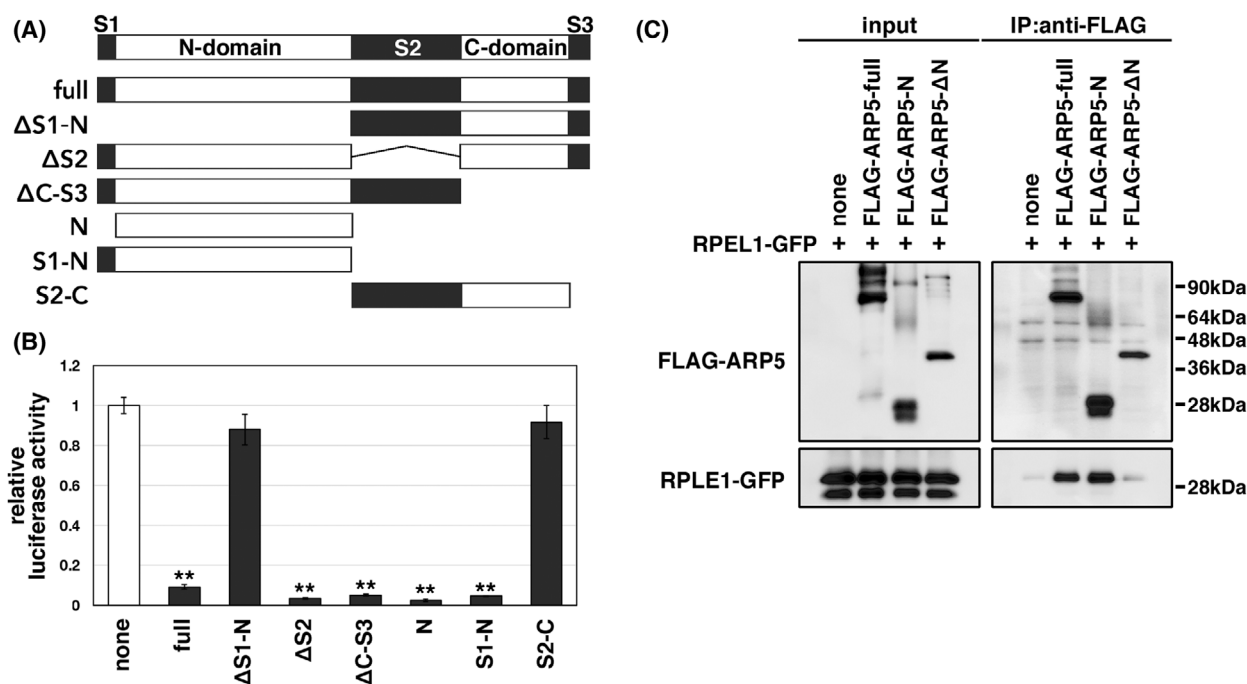 (A)
S1 S3
N-domain S2 C-domain
full
ΔS1-N
ΔS2
ΔC-S3
N
S1-N
S2-C
(B)
relative
luciferase activity
1.2
1
0.8
0.6
0.4
0.2
0
**
**
**
**
**
none
full
ΔS1-N
ΔS2
ΔC-S3
N
S1-N
S2-C
(C)
input IP:anti-FLAG
none
FLAG-ARP5-full
FLAG-ARP5-N
FLAG-ARP5-ΔN
none
FLAG-ARP5-full
FLAG-ARP5-N
FLAG-ARP5-ΔN
RPEL1-GFP + + + + + + + +
FLAG-ARP5
-90kDa
-64kDa
-48kDa
-36kDa
-28kDa
RPLE1-GFP
-28kDa